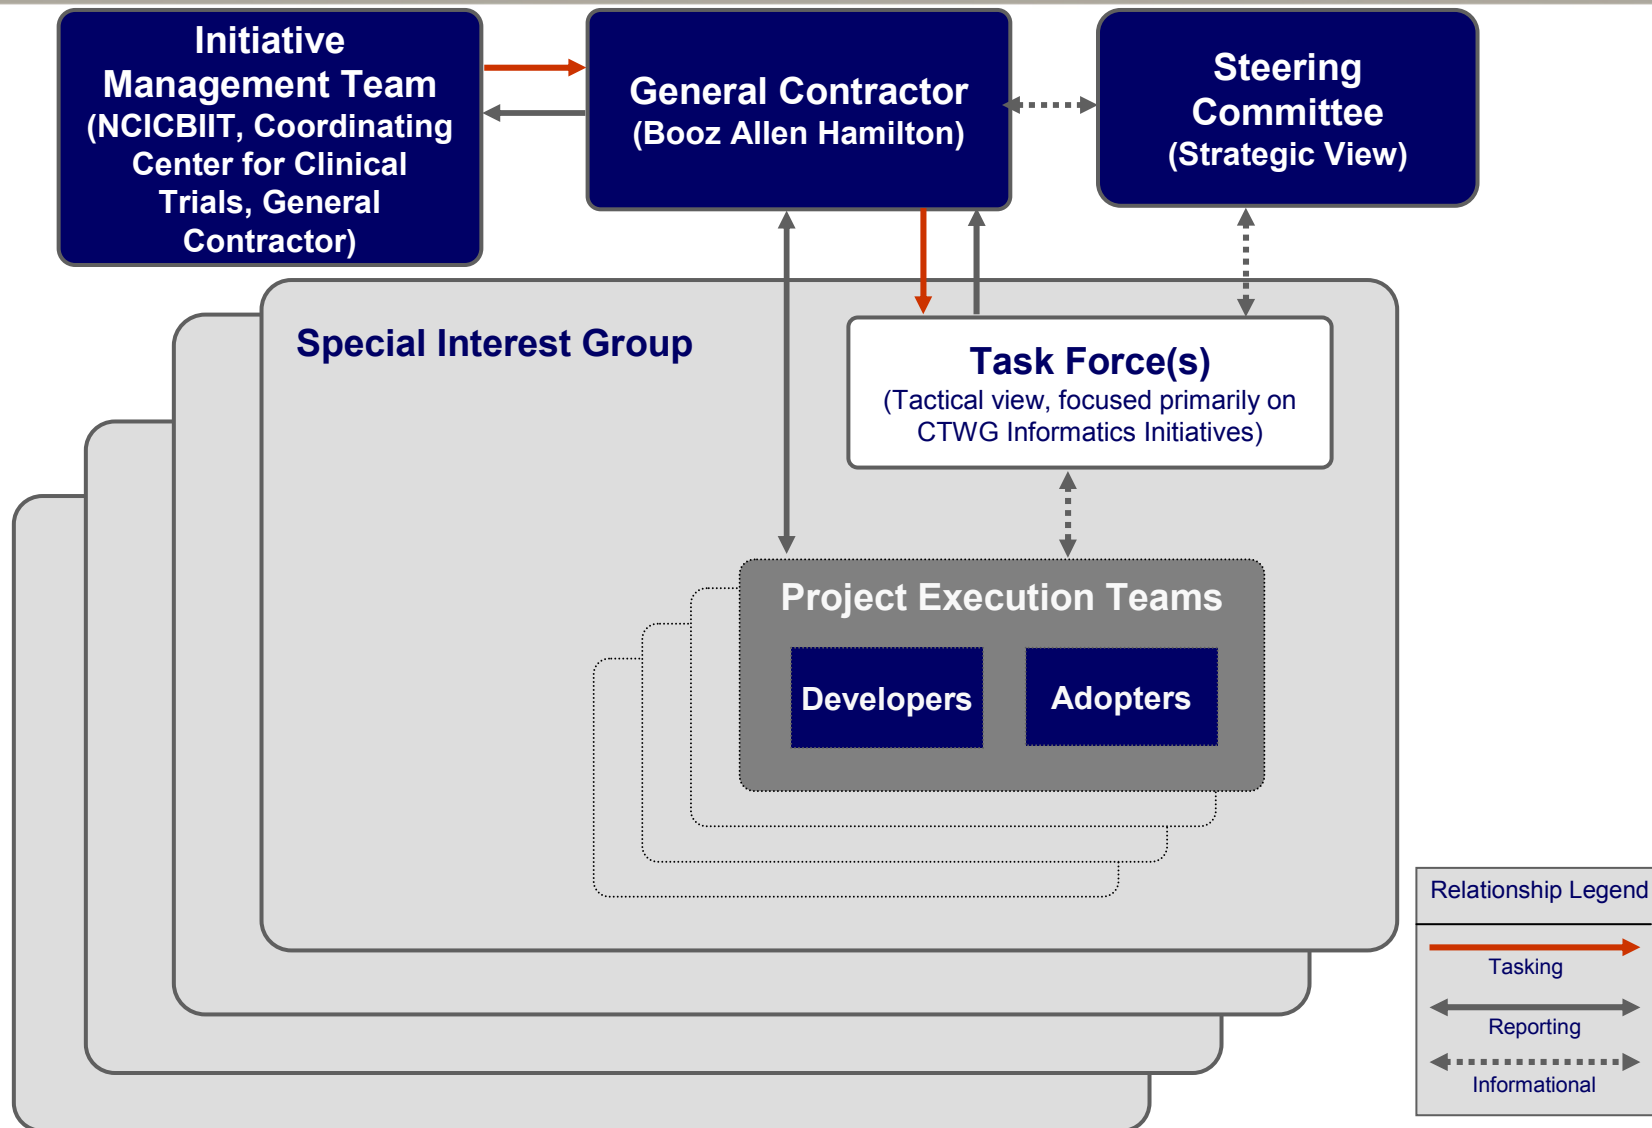 Initiative
Management Team
(NCICBIIT, Coordinating
Center for Clinical
Trials, General
Contractor)
General Contractor
(Booz Allen Hamilton)
Steering
Committee
(Strategic View)
Special Interest Group
Task Force(s)
(Tactical view, focused primarily on
CTWG Informatics Initiatives)
Project Execution Teams
Developers
Adopters
Relationship Legend
Tasking
Reporting
Informational